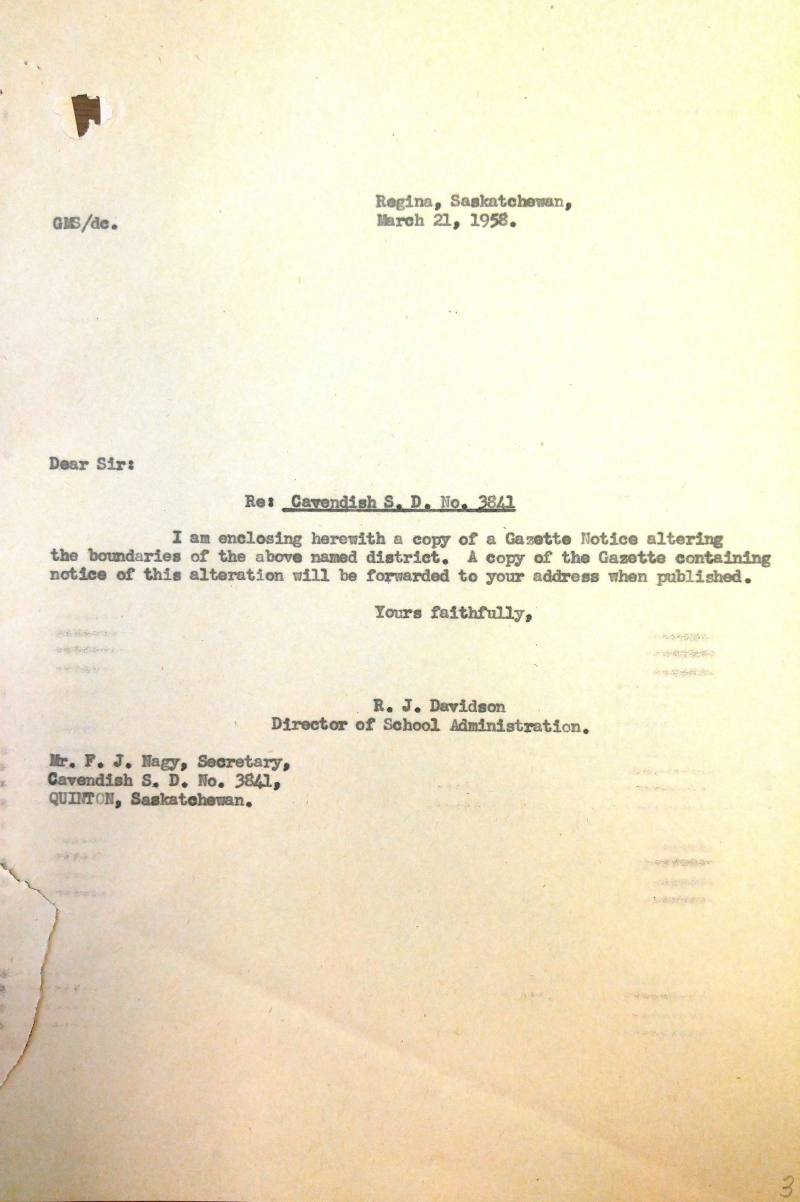 Regina, Saskatchewan,
GMS/dc. March 21, 1958.
Dear Sir:
Re: Cavendish S. D. No. 3841
I am enclosing herewith a copy of a Gazette Notice altering
the boundaries of the above named district. A copy of the Gazette containing
notice of this alteration will be forwarded to your address when published.
Yours faithfully,
R. J. Davidson
Director of School Administration.
Mr. F. J. Nagy, Secretary,
Cavendish S. D. No. 3841,
QUINTON, Saskatchewan.
3